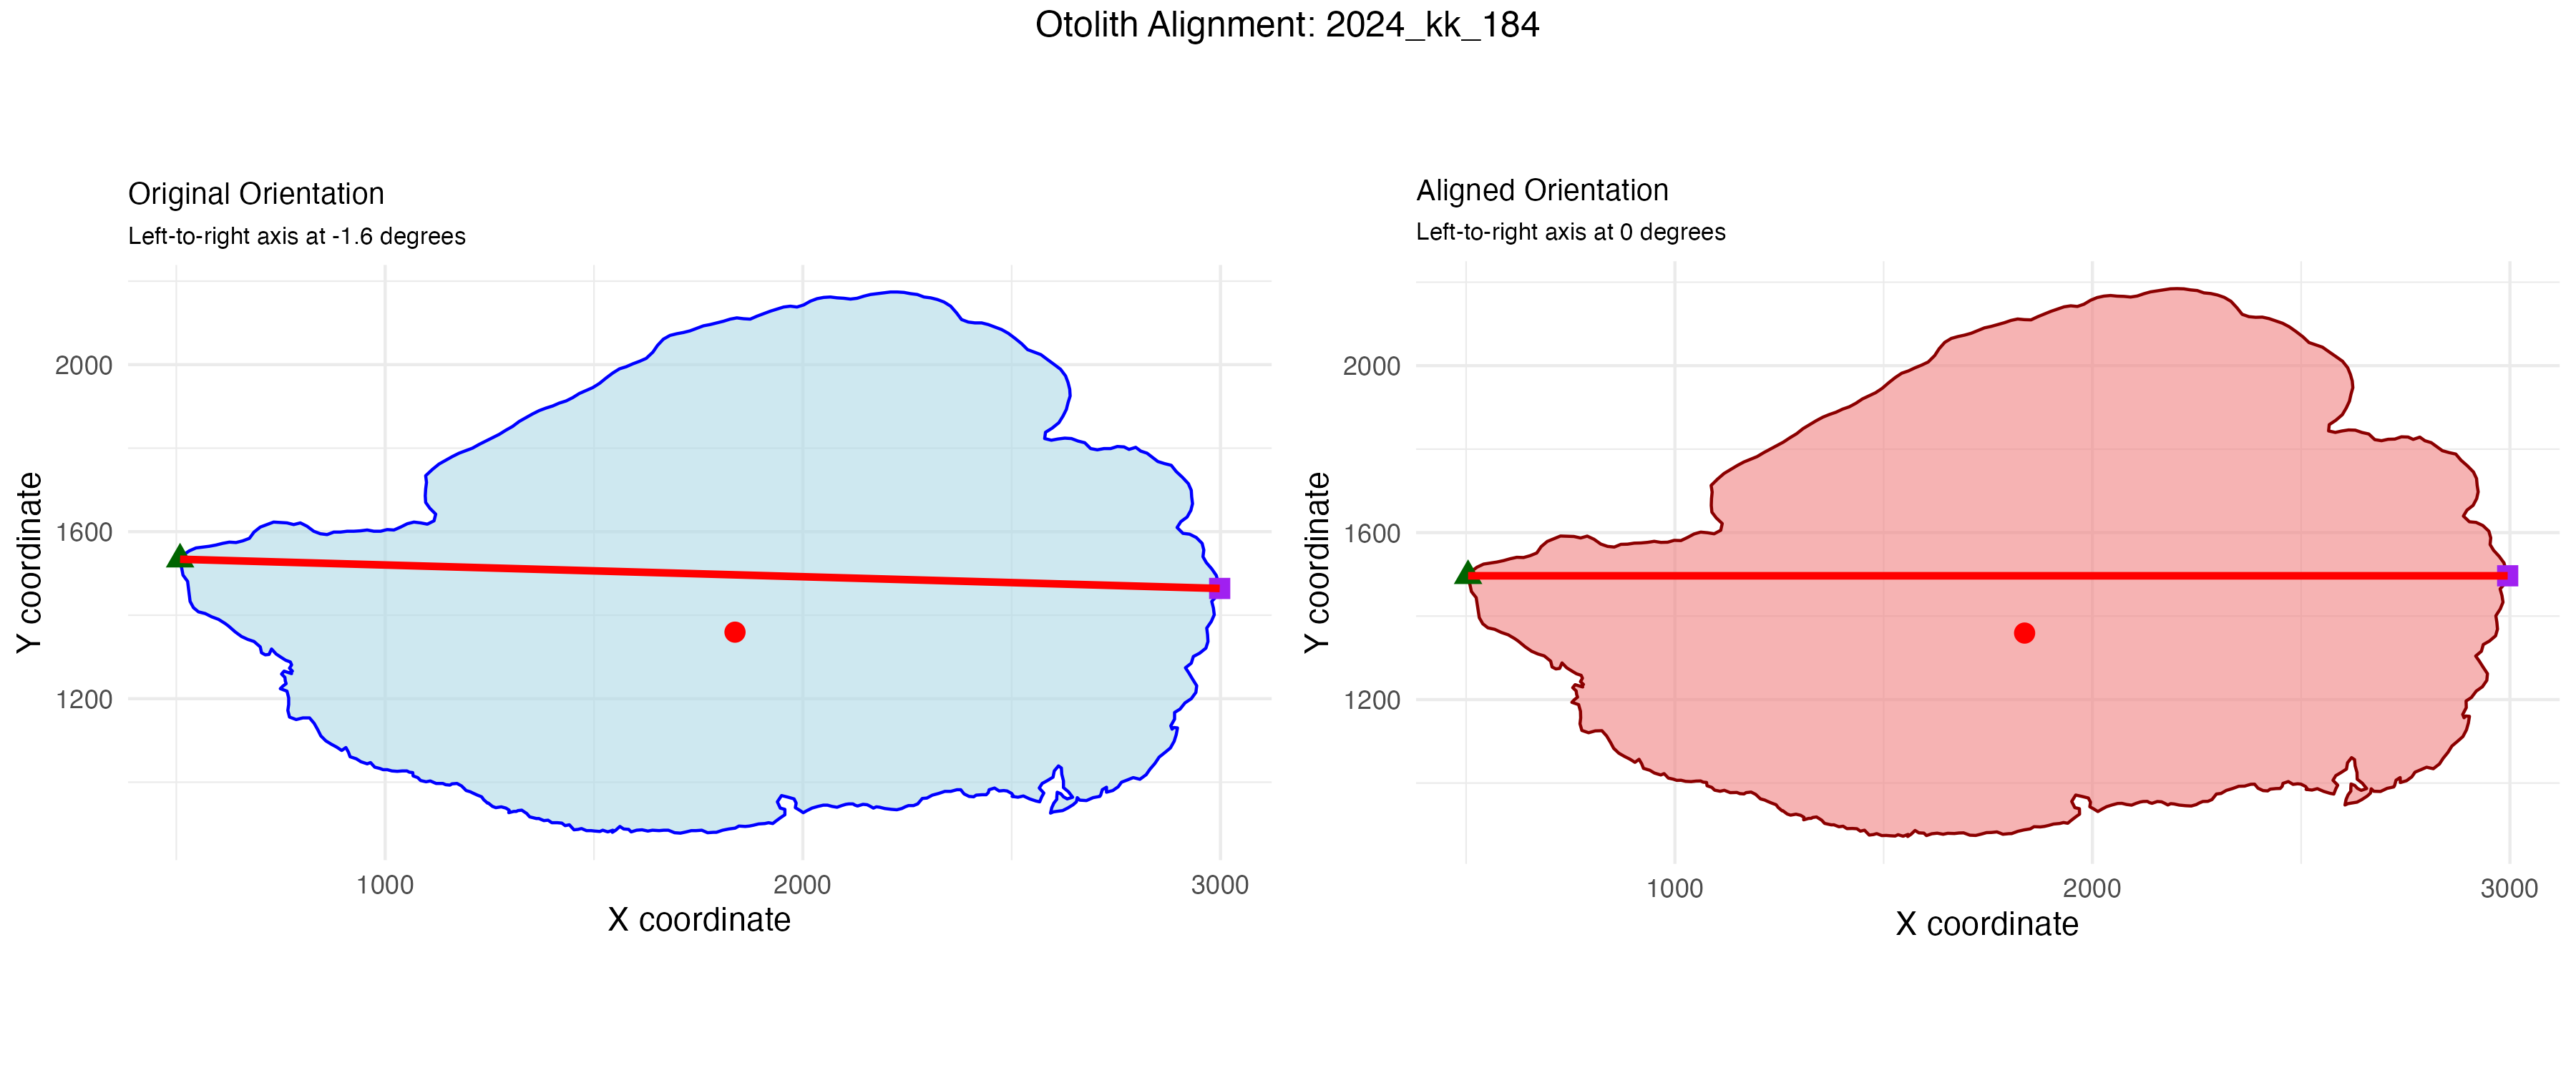 Otolith Alignment: 2024_kk_184
Original Orientation
Left-to-right axis at -1.6 degrees
Y coordinate
2000
1600
1200
1000
2000
3000
X coordinate
Aligned Orientation
Left-to-right axis at 0 degrees
Y coordinate
2000
1600
1200
1000
2000
3000
X coordinate